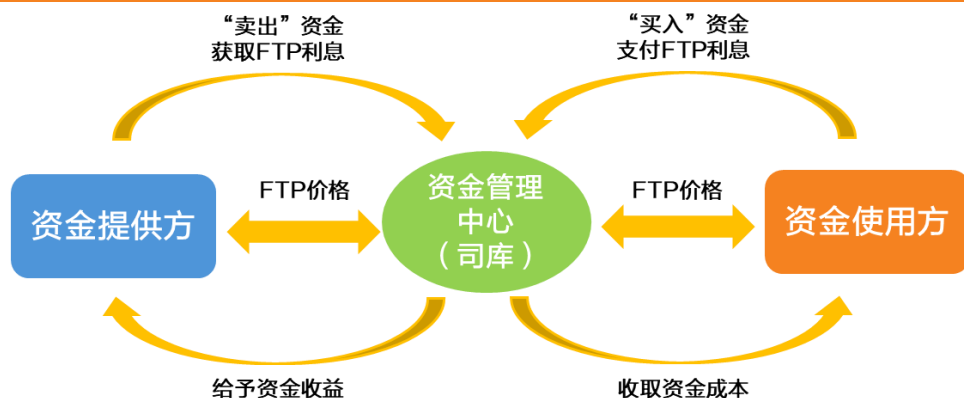 “卖出”资金
获取FTP利息
“买入”资金
支付FTP利息
资金提供方
FTP价格
资金管理
中心
（司库）
FTP价格
资金使用方
给予资金收益
收取资金成本